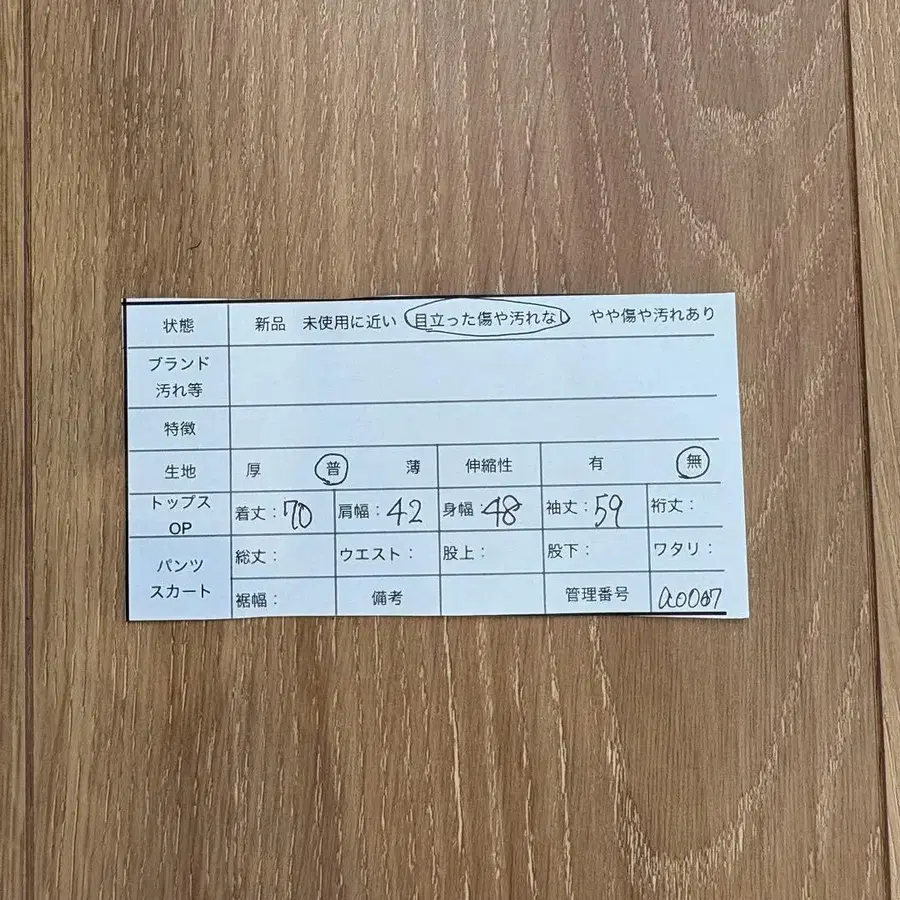 状態 新品 未使用に近い 目立った傷や汚れなし やや傷や汚れあり
ブランド
汚れ等
特徴
生地 厚 普 薄 伸縮性 有 無
トップス
OP
着丈：70 肩幅：42 身幅：48 袖丈：59 裄丈：
パンツ
スカート
総丈： ウエスト： 股上： 股下： ワタリ：
裾幅： 備考 管理番号 a0007